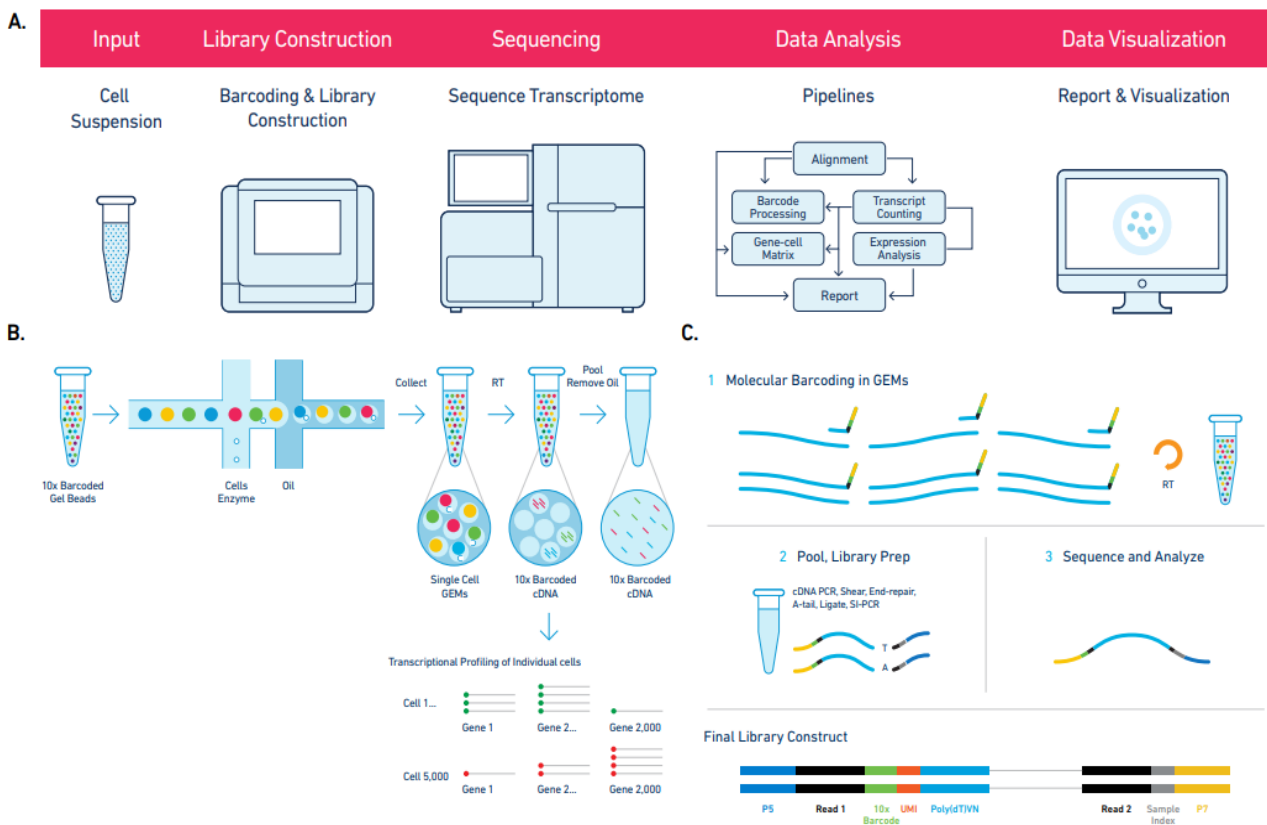 A.
Input
Library Construction
Sequencing
Data Analysis
Data Visualization
Cell
Suspension
Barcoding & Library
Construction
Sequence Transcriptome
Pipelines
Report & Visualization
Alignment
Barcode
Processing
Transcript
Counting
Gene-cell
Matrix
Expression
Analysis
Report
B.
10x Barcoded
Gel Beads
Cells
Enzyme
Oil
Collect
RT
Pool
Remove Oil
Single Cell
GEMs
10x Barcoded
cDNA
10x Barcoded
cDNA
Transcriptional Profiling of Individual cells
Cell 1...
Gene 1
Gene 2...
Gene 2,000
Cell 5,000
Gene 1
Gene 2...
Gene 2,000
C.
1 Molecular Barcoding in GEMs
RT
2 Pool, Library Prep
cDNA PCR, Shear, End-repair,
A-tail, Ligate, SI-PCR
T
A
3 Sequence and Analyze
Final Library Construct
P5
Read 1
10x
Barcode
UMI
Poly(dT)VN
Read 2
Sample
Index
P7